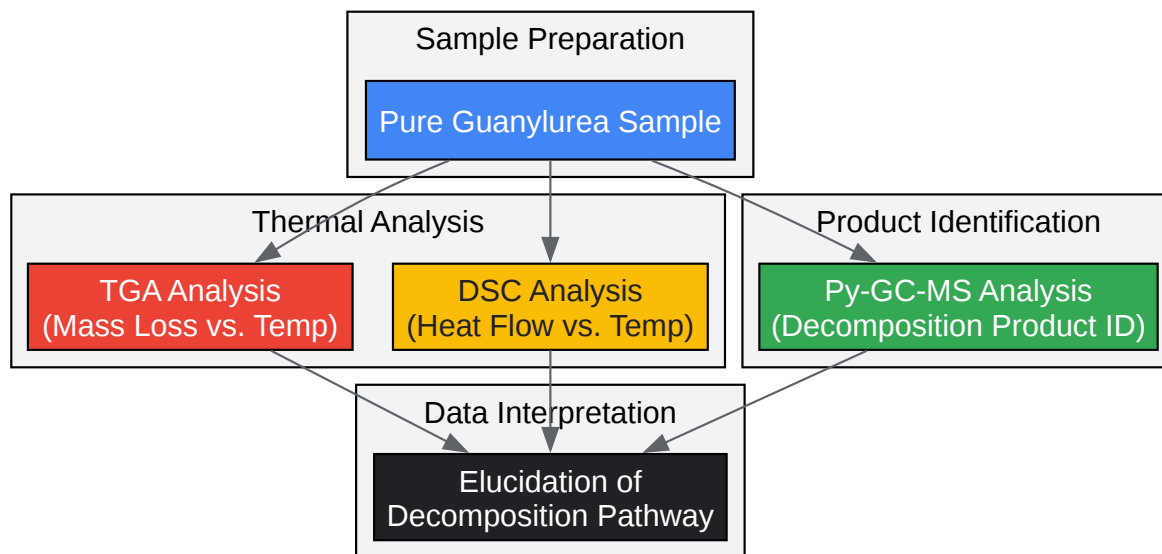 Sample Preparation
Pure Guanylurea Sample
Thermal Analysis
Product Identification
TGA Analysis
(Mass Loss vs. Temp)
DSC Analysis
(Heat Flow vs. Temp)
Py-GC-MS Analysis
(Decomposition Product ID)
Data Interpretation
Elucidation of
Decomposition Pathway